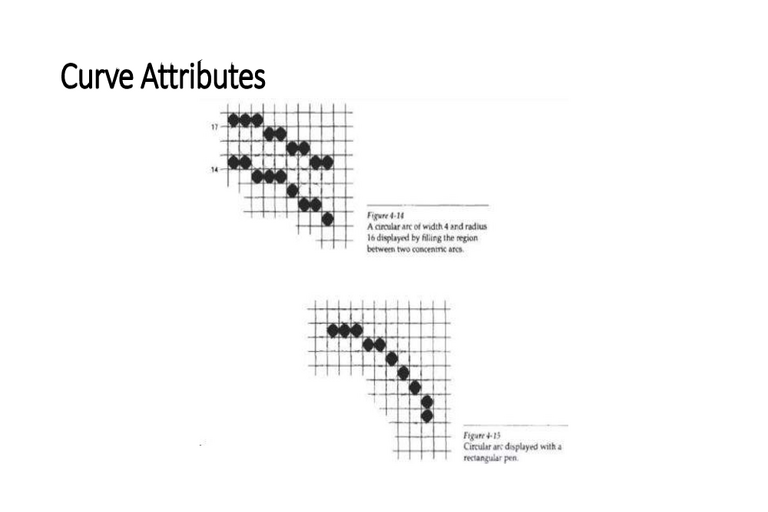 Curve Attributes
17
14
Figure 4-14
A circular arc of width 4 and radius
16 displayed by filling the region
between two concentric arcs.
Figure 4-15
Circular arc displayed with a
rectangular pen.